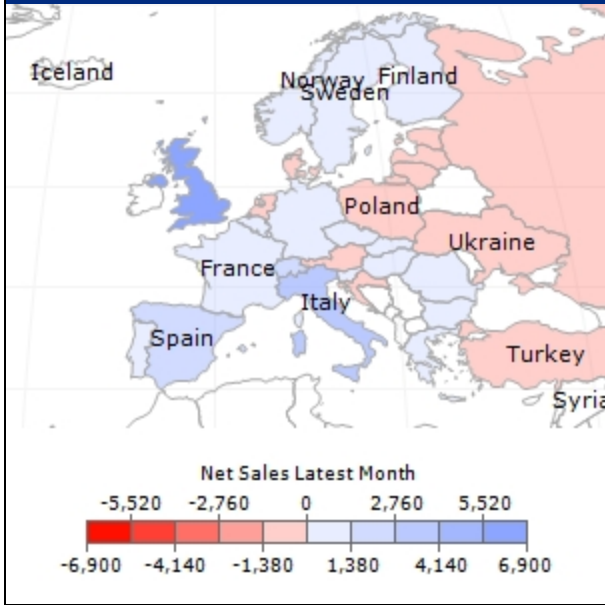 Iceland
Norway Finland
Sweden
Poland
Ukraine
France
Italy
Spain
Turkey
Syria
Net Sales Latest Month
-5,520 -2,760 0 2,760 5,520
-6,900 -4,140 -1,380 1,380 4,140 6,900